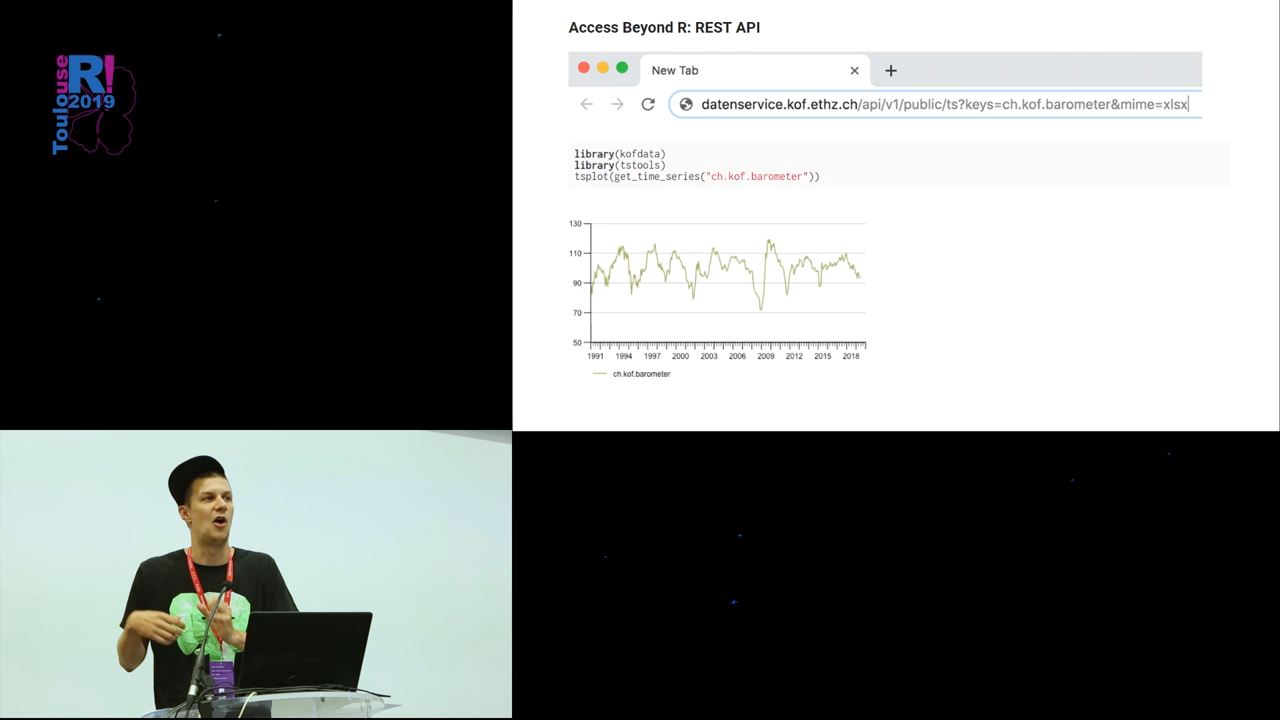 Toulouse
R!
2019
Access Beyond R: REST API
New Tab
datenservice.kof.ethz.ch/api/v1/public/ts?keys=ch.kof.barometer&mime=xlsx
library(kofdata)
library(tstools)
tsplot(get_time_series("ch.kof.barometer"))
130
110
90
70
50
1991 1994 1997 2000 2003 2006 2009 2012 2015 2018
ch.kof.barometer